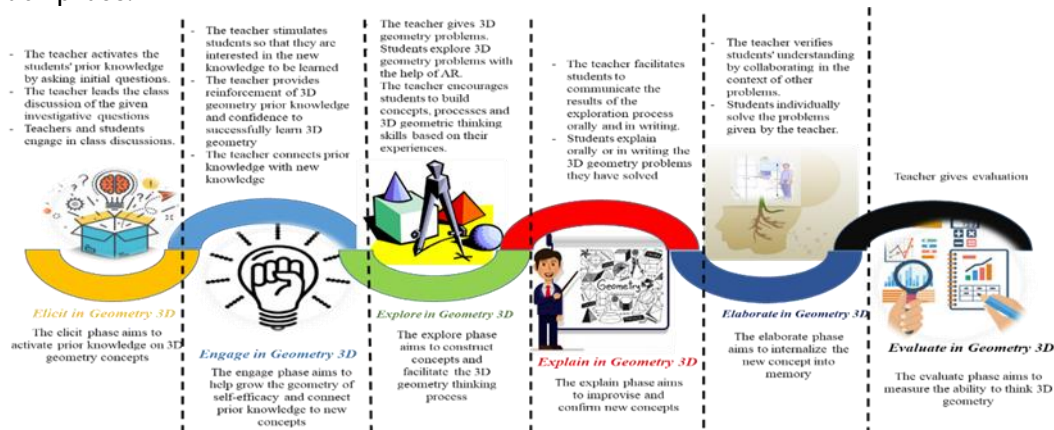 - The teacher activates the
students' prior knowledge
by asking initial questions.
- The teacher leads the class
discussion of the given
investigative questions
- Teachers and students
engage in class discussions.
Elicit in Geometry 3D
The elicit phase aims to
activate prior knowledge on 3D
geometry concepts
- The teacher stimulates
students so that they are
interested in the new
knowledge to be learned
- The teacher provides
reinforcement of 3D
geometry prior knowledge
and confidence to
successfully learn 3D
geometry
- The teacher connects prior
knowledge with new
knowledge
Engage in Geometry 3D
The engage phase aims to
help grow the geometry of
self-efficacy and connect
prior knowledge to new
concepts
- The teacher gives 3D
geometry problems.
Students explore 3D
geometry problems with
the help of AR.
The teacher encourages
students to build
concepts, processes and
3D geometric thinking
skills based on their
experiences.
Explore in Geometry 3D
The explore phase
aims to construct
concepts and
facilitate the 3D
geometry thinking
process
- The teacher facilitates
students to
communicate the
results of the
exploration process
orally and in writing.
- Students explain
orally or in writing the
3D geometry problems
they have solved
Geometry
Explain in Geometry 3D
The explain phase aims
to improvise and
confirm new concepts
- The teacher verifies
students' understanding
by collaborating in the
context of other
problems.
- Students individually
solve the problems
given by the teacher.
Elaborate in Geometry 3D
The elaborate phase
aims to internalize the
new concept into
memory
Teacher gives evaluation
Evaluate in Geometry 3D
The evaluate phase aims to
measure the ability to think 3D
geometry